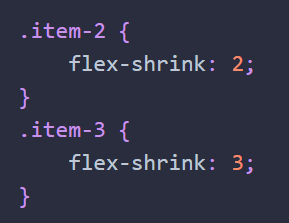 .item-2 {
    flex-shrink: 2;
}
.item-3 {
    flex-shrink: 3;
}